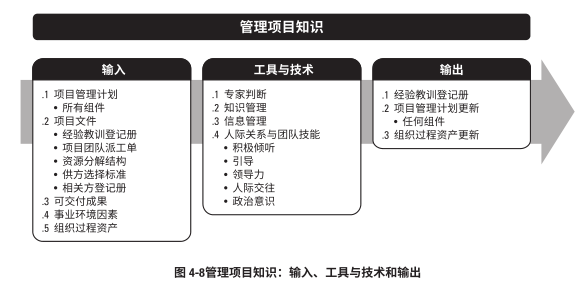 管理项目知识
输入
.1 项目管理计划
• 所有组件
.2 项目文件
• 经验教训登记册
• 项目团队派工单
• 资源分解结构
• 供方选择标准
• 相关方登记册
.3 可交付成果
.4 事业环境因素
.5 组织过程资产
工具与技术
.1 专家判断
.2 知识管理
.3 信息管理
.4 人际关系与团队技能
• 积极倾听
• 引导
• 领导力
• 人际交往
• 政治意识
输出
.1 经验教训登记册
.2 项目管理计划更新
• 任何组件
.3 组织过程资产更新
图 4-8管理项目知识：输入、工具与技术和输出